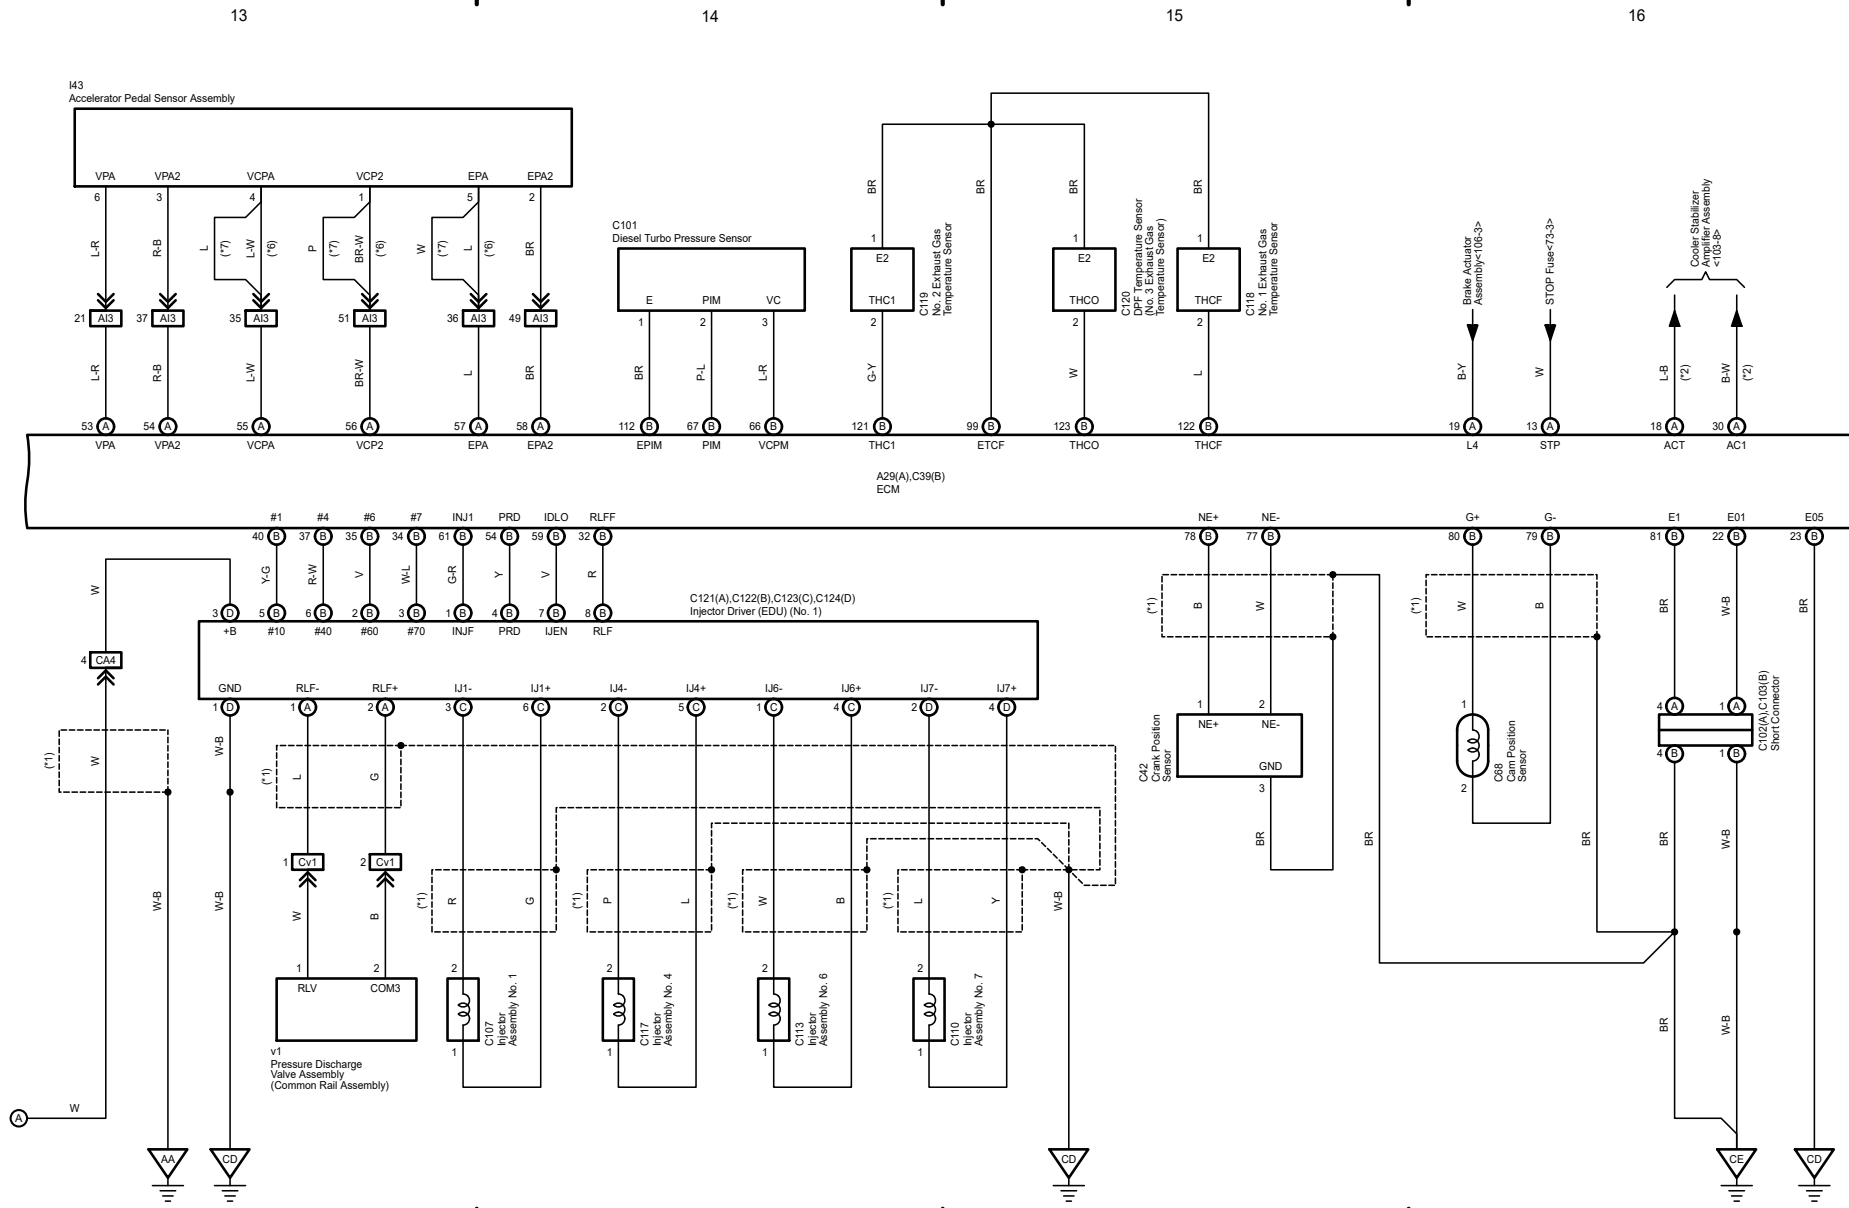 13 14 15 16
I43
Accelerator Pedal Sensor Assembly
VPA VPA2 VCPA VCP2 EPA EPA2
6 3 4 1 5 2
L-R R-B L (*7) L-W (*6) P (*7) BR-W (*6) W (*7) L (*6) BR
21 AI3 37 AI3 35 AI3 51 AI3 36 AI3 49 AI3
L-R R-B L-W BR-W L BR
C101
Diesel Turbo Pressure Sensor
E PIM VC
1 2 3
BR P-L L-R
BR BR BR BR
1 1 1
E2 E2 E2
THC1 THCO THCF
2 2 2
C119
No. 2 Exhaust Gas
Temperature Sensor
C120
DPF Temperature Sensor
(No. 3 Exhaust Gas
Temperature Sensor)
C118
No. 1 Exhaust Gas
Temperature Sensor
G-Y W L
Brake Actuator
Assembly<106-3>
STOP Fuse<73-3>
Cooler Stabilizer
Amplifier Assembly
<103-8>
B-Y W L-B (*2) B-W (*2)
53 A 54 A 55 A 56 A 57 A 58 A 112 B 67 B 66 B 121 B 99 B 123 B 122 B 19 A 13 A 18 A 30 A
VPA VPA2 VCPA VCP2 EPA EPA2 EPIM PIM VCPM THC1 ETCF THCO THCF L4 STP ACT AC1
A29(A),C39(B)
ECM
#1 #4 #6 #7 INJ1 PRD IDLO RLFF NE+ NE- G+ G- E1 E01 E05
40 B 37 B 35 B 34 B 61 B 54 B 59 B 32 B 78 B 77 B 80 B 79 B 81 B 22 B 23 B
W Y-G R-W V W-L G-R Y V R
(*1) B W (*1) W B BR W-B BR
C121(A),C122(B),C123(C),C124(D)
Injector Driver (EDU) (No. 1)
3 D 5 B 6 B 2 B 3 B 1 B 4 B 7 B 8 B
+B #10 #40 #60 #70 INJF PRD IJEN RLF
4 CA4
GND RLF- RLF+ IJ1- IJ1+ IJ4- IJ4+ IJ6- IJ6+ IJ7- IJ7+
1 D 1 A 2 A 3 C 6 C 2 C 5 C 1 C 4 C 2 D 4 D
1 2
NE+ NE-
GND
3
C42
Crank Position
Sensor
1
2
C68
Cam Position
Sensor
4 A 1 A
4 B 1 B
C102(A),C103(B)
Short Connector
(*1) W W-B (*1) L G
BR BR BR BR W-B
1 Cv1 2 Cv1
W-B W-B W B (*1) R G (*1) P L (*1) W B (*1) L Y W-B
1 2 2 2 2 2
RLV COM3
1 1 1 1
C107
Injector
Assembly No. 1
C117
Injector
Assembly No. 4
C113
Injector
Assembly No. 6
C110
Injector
Assembly No. 7
BR W-B
v1
Pressure Discharge
Valve Assembly
(Common Rail Assembly)
A W
AA CD CD CE CD